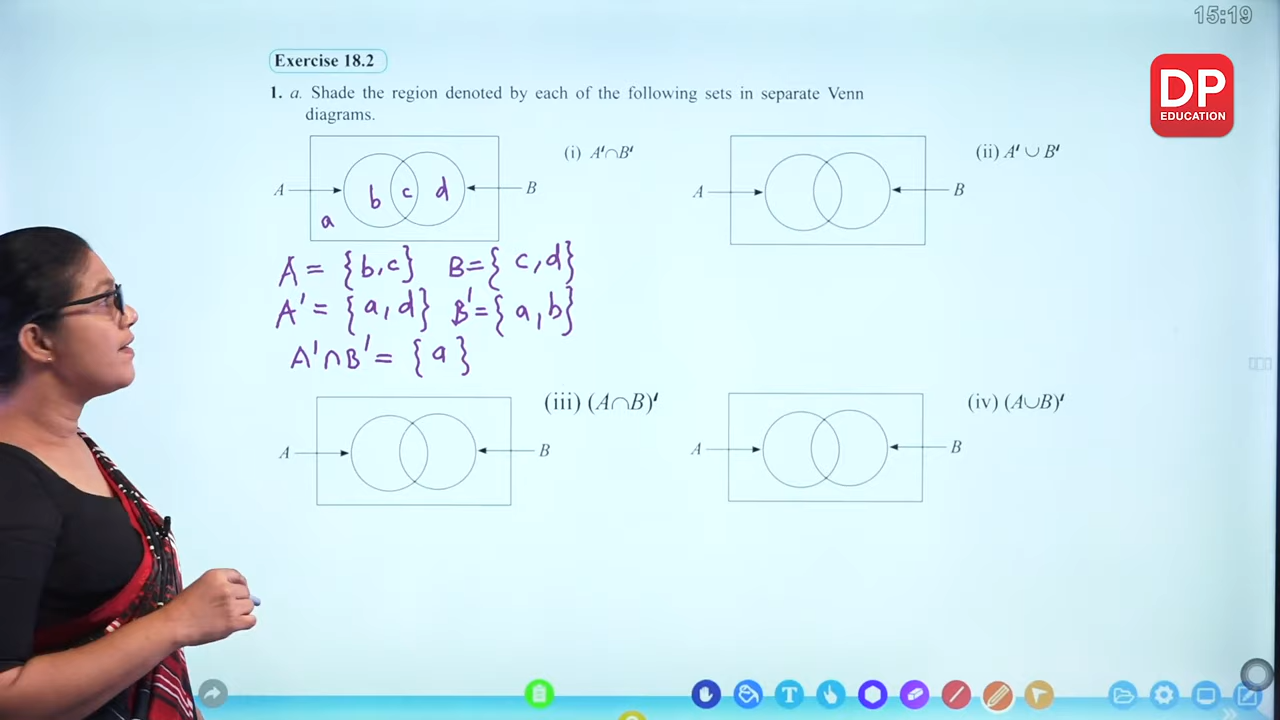 15:19
DP
EDUCATION
Exercise 18.2
1. a. Shade the region denoted by each of the following sets in separate Venn
diagrams.
(i) A′∩B′
A
B
a
b
c
d
A = {b,c} B={ c,d}
A' = {a, d} B'={ a,b}
A'∩B' = {a}
(ii) A′ ∪ B′
A
B
(iii) (A∩B)′
A
B
(iv) (A∪B)′
A
B
T